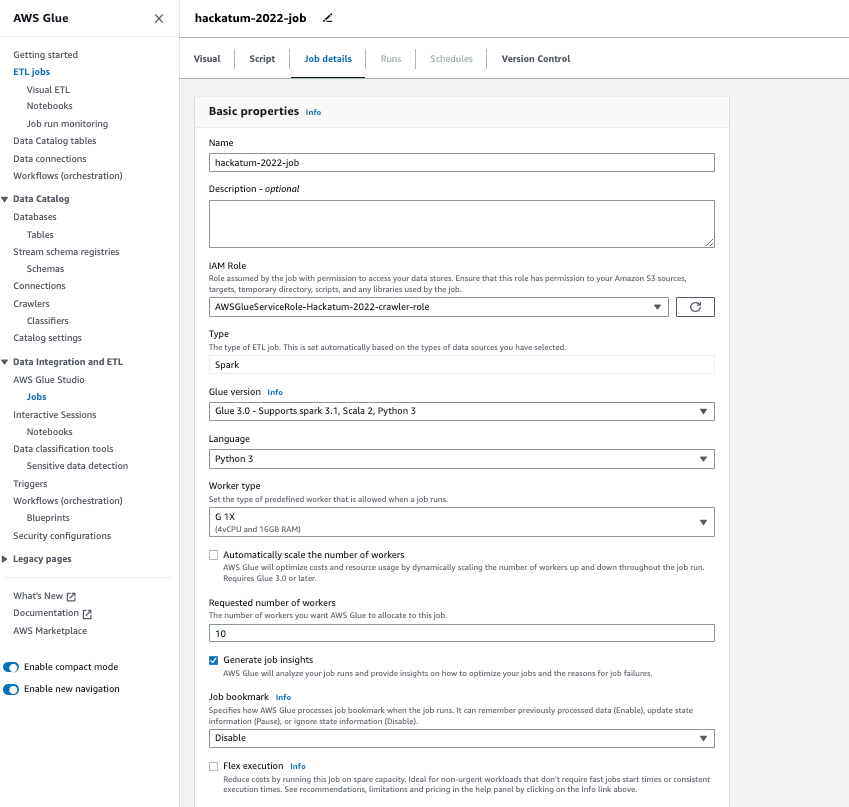 AWS Glue
Getting started
ETL jobs
Visual ETL
Notebooks
Job run monitoring
Data Catalog tables
Data connections
Workflows (orchestration)
Data Catalog
Databases
Tables
Stream schema registries
Schemas
Connections
Crawlers
Classifiers
Catalog settings
Data Integration and ETL
AWS Glue Studio
Jobs
Interactive Sessions
Notebooks
Data classification tools
Sensitive data detection
Triggers
Workflows (orchestration)
Blueprints
Security configurations
Legacy pages
What's New
Documentation
AWS Marketplace
Enable compact mode
Enable new navigation
hackatum-2022-job
Visual Script Job details Runs Schedules Version Control
Basic properties Info
Name
hackatum-2022-job
Description - optional
IAM Role
Role assumed by the job with permission to access your data stores. Ensure that this role has permission to your Amazon S3 sources,
targets, temporary directory, scripts, and any libraries used by the job.
AWSGlueServiceRole-Hackatum-2022-crawler-role
Type
The type of ETL job. This is set automatically based on the types of data sources you have selected.
Spark
Glue version Info
Glue 3.0 - Supports spark 3.1, Scala 2, Python 3
Language
Python 3
Worker type
Set the type of predefined worker that is allowed when a job runs.
G 1X
(4vCPU and 16GB RAM)
Automatically scale the number of workers
AWS Glue will optimize costs and resource usage by dynamically scaling the number of workers up and down throughout the job run.
Requires Glue 3.0 or later.
Requested number of workers
The number of workers you want AWS Glue to allocate to this job.
10
Generate job insights
AWS Glue will analyze your job runs and provide insights on how to optimize your jobs and the reasons for job failures.
Job bookmark Info
Specifies how AWS Glue processes job bookmark when the job runs. It can remember previously processed data (Enable), update state
information (Pause), or ignore state information (Disable).
Disable
Flex execution Info
Reduce costs by running this job on spare capacity. Ideal for non-urgent workloads that don't require fast jobs start times or consistent
execution times. See recommendations, limitations and pricing in the help panel by clicking on the Info link above.